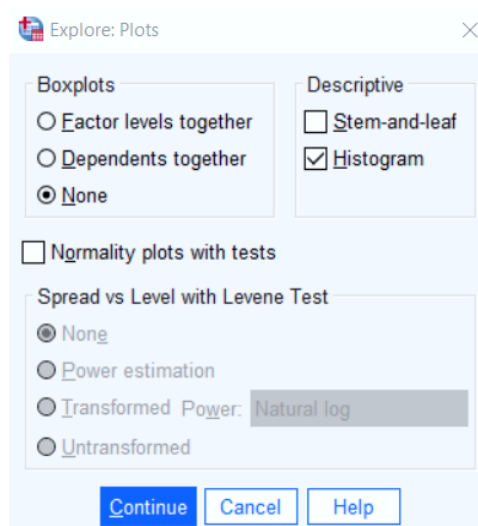 Explore: Plots
Boxplots
Factor levels together
Dependents together
None
Descriptive
Stem-and-leaf
Histogram
Normality plots with tests
Spread vs Level with Levene Test
None
Power estimation
Transformed Power: Natural log
Untransformed
Continue Cancel Help